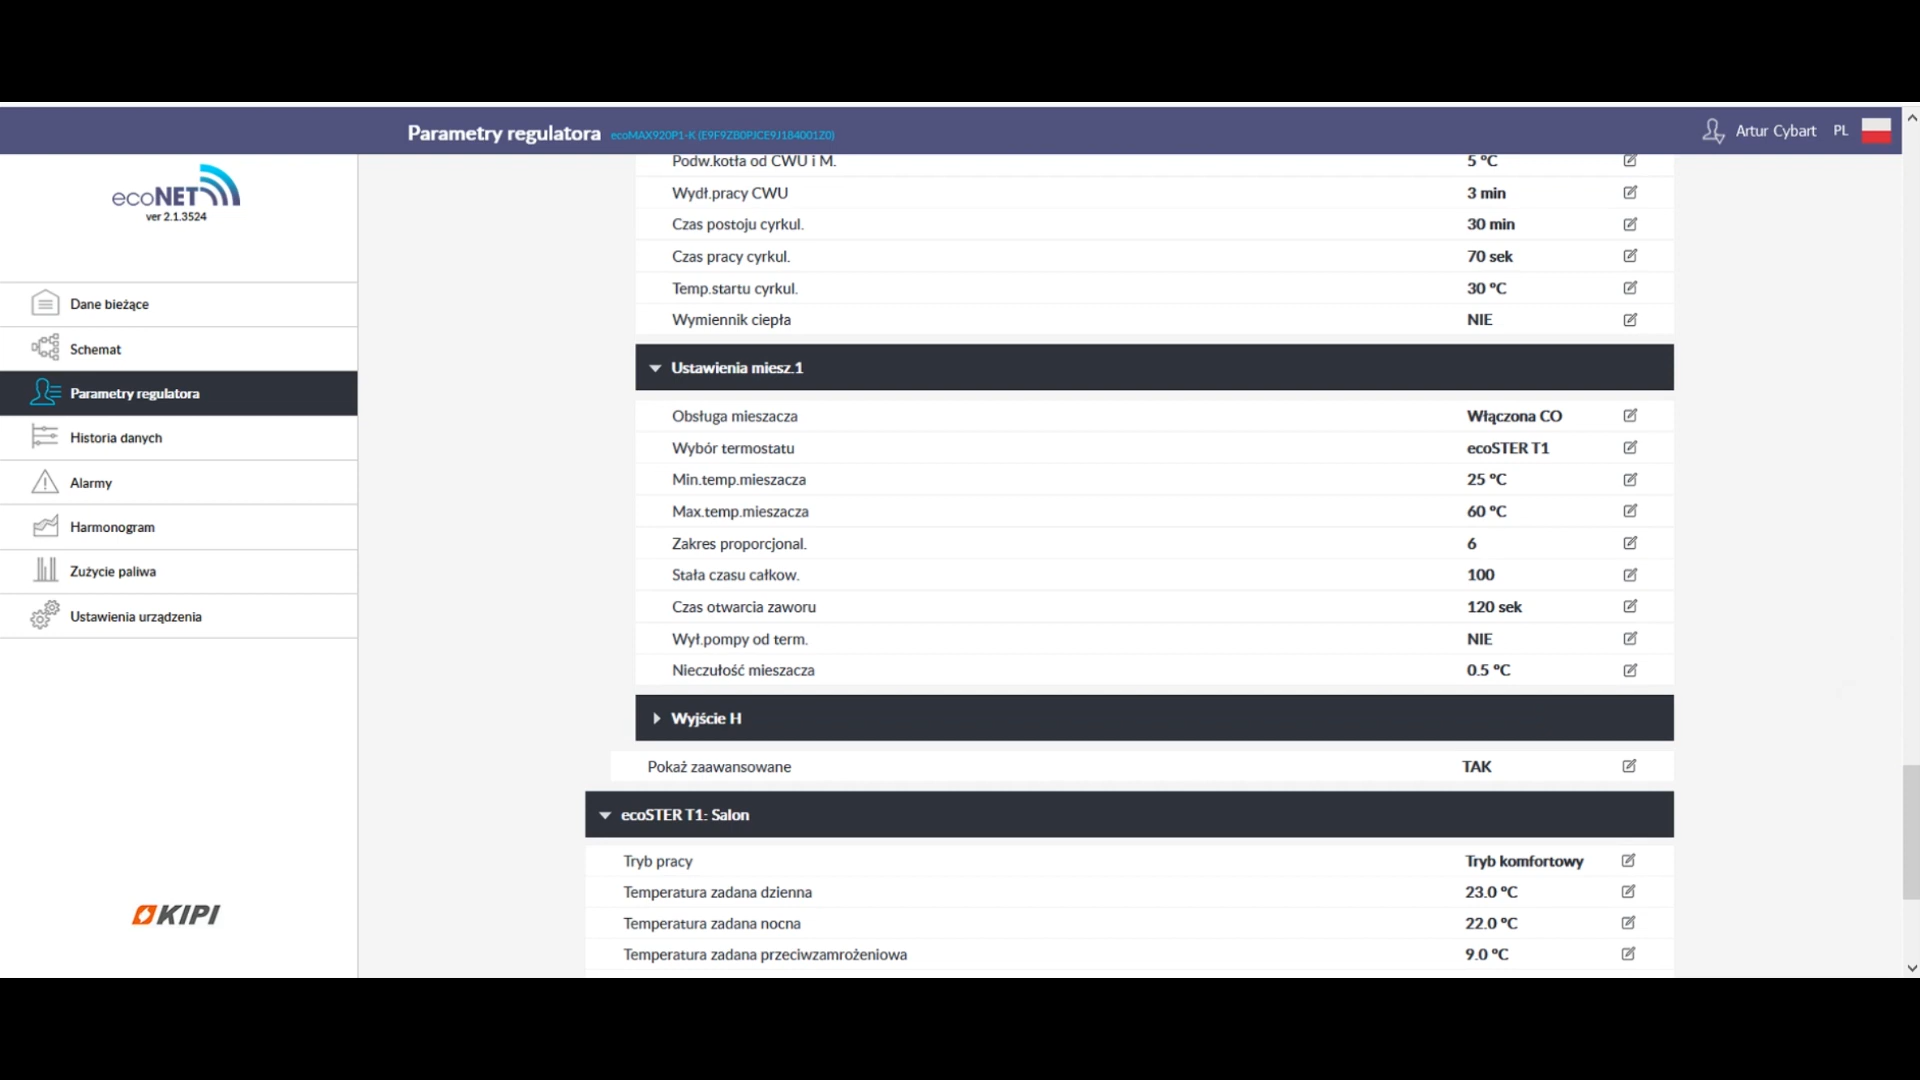 Parametry regulatora ecoMAX920P1-K (E9F9ZB0PJCE9J184001Z0)
Artur Cybart PL
ecoNET
ver 2.1.3524
Dane bieżące
Schemat
Parametry regulatora
Historia danych
Alarmy
Harmonogram
Zużycie paliwa
Ustawienia urządzenia
KIPI
Podw.kotła od CWU i M. 5 °C
Wydł.pracy CWU 3 min
Czas postoju cyrkul. 30 min
Czas pracy cyrkul. 70 sek
Temp.startu cyrkul. 30 °C
Wymiennik ciepła NIE
Ustawienia miesz.1
Obsługa mieszacza Włączona CO
Wybór termostatu ecoSTER T1
Min.temp.mieszacza 25 °C
Max.temp.mieszacza 60 °C
Zakres proporcjonal. 6
Stała czasu całkow. 100
Czas otwarcia zaworu 120 sek
Wył.pompy od term. NIE
Nieczułość mieszacza 0.5 °C
Wyjście H
Pokaż zaawansowane TAK
ecoSTER T1: Salon
Tryb pracy Tryb komfortowy
Temperatura zadana dzienna 23.0 °C
Temperatura zadana nocna 22.0 °C
Temperatura zadana przeciwzamrożeniowa 9.0 °C